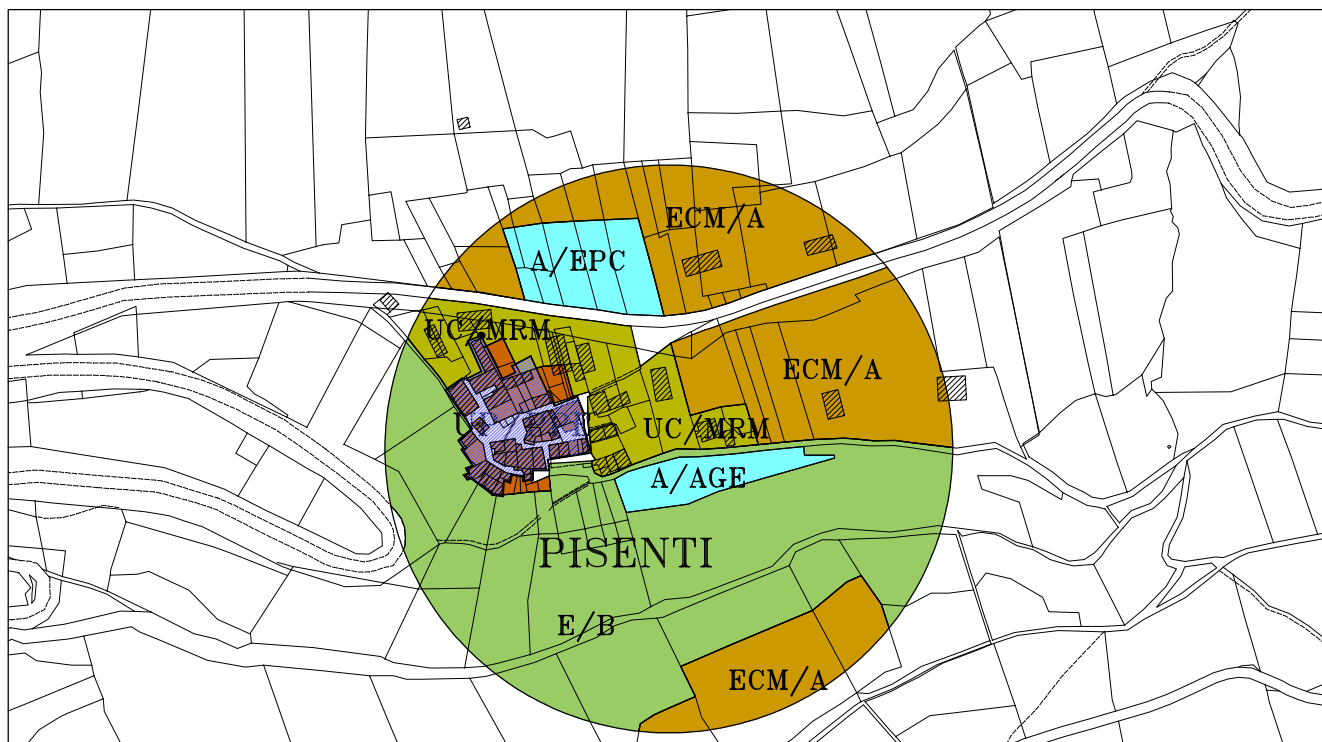 ECM/A
A/EPC
UC/MRM
ECM/A
UC/MRM
A/AGE
PISENTI
E/B
ECM/A